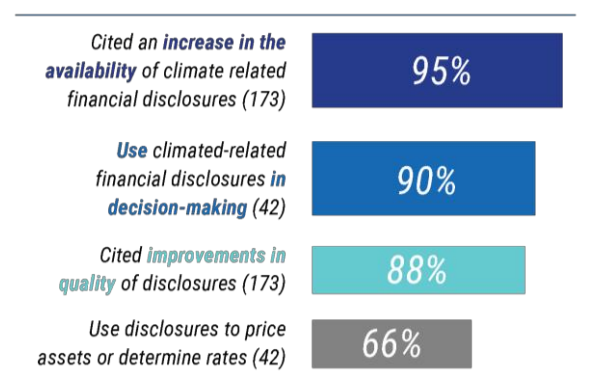 Cited an increase in the
availability of climate related
financial disclosures (173)
95%
Use climated-related
financial disclosures in
decision-making (42)
90%
Cited improvements in
quality of disclosures (173)
88%
Use disclosures to price
assets or determine rates (42)
66%